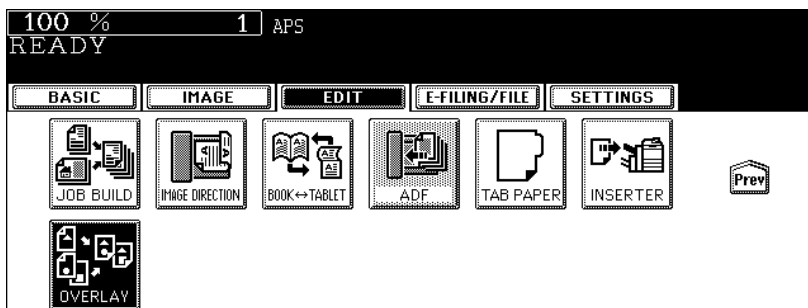 100 % 1 APS
READY
BASIC IMAGE EDIT E-FILING/FILE SETTINGS
JOB BUILD IMAGE DIRECTION BOOK↔TABLET ADF TAB PAPER INSERTER Prev
OVERLAY